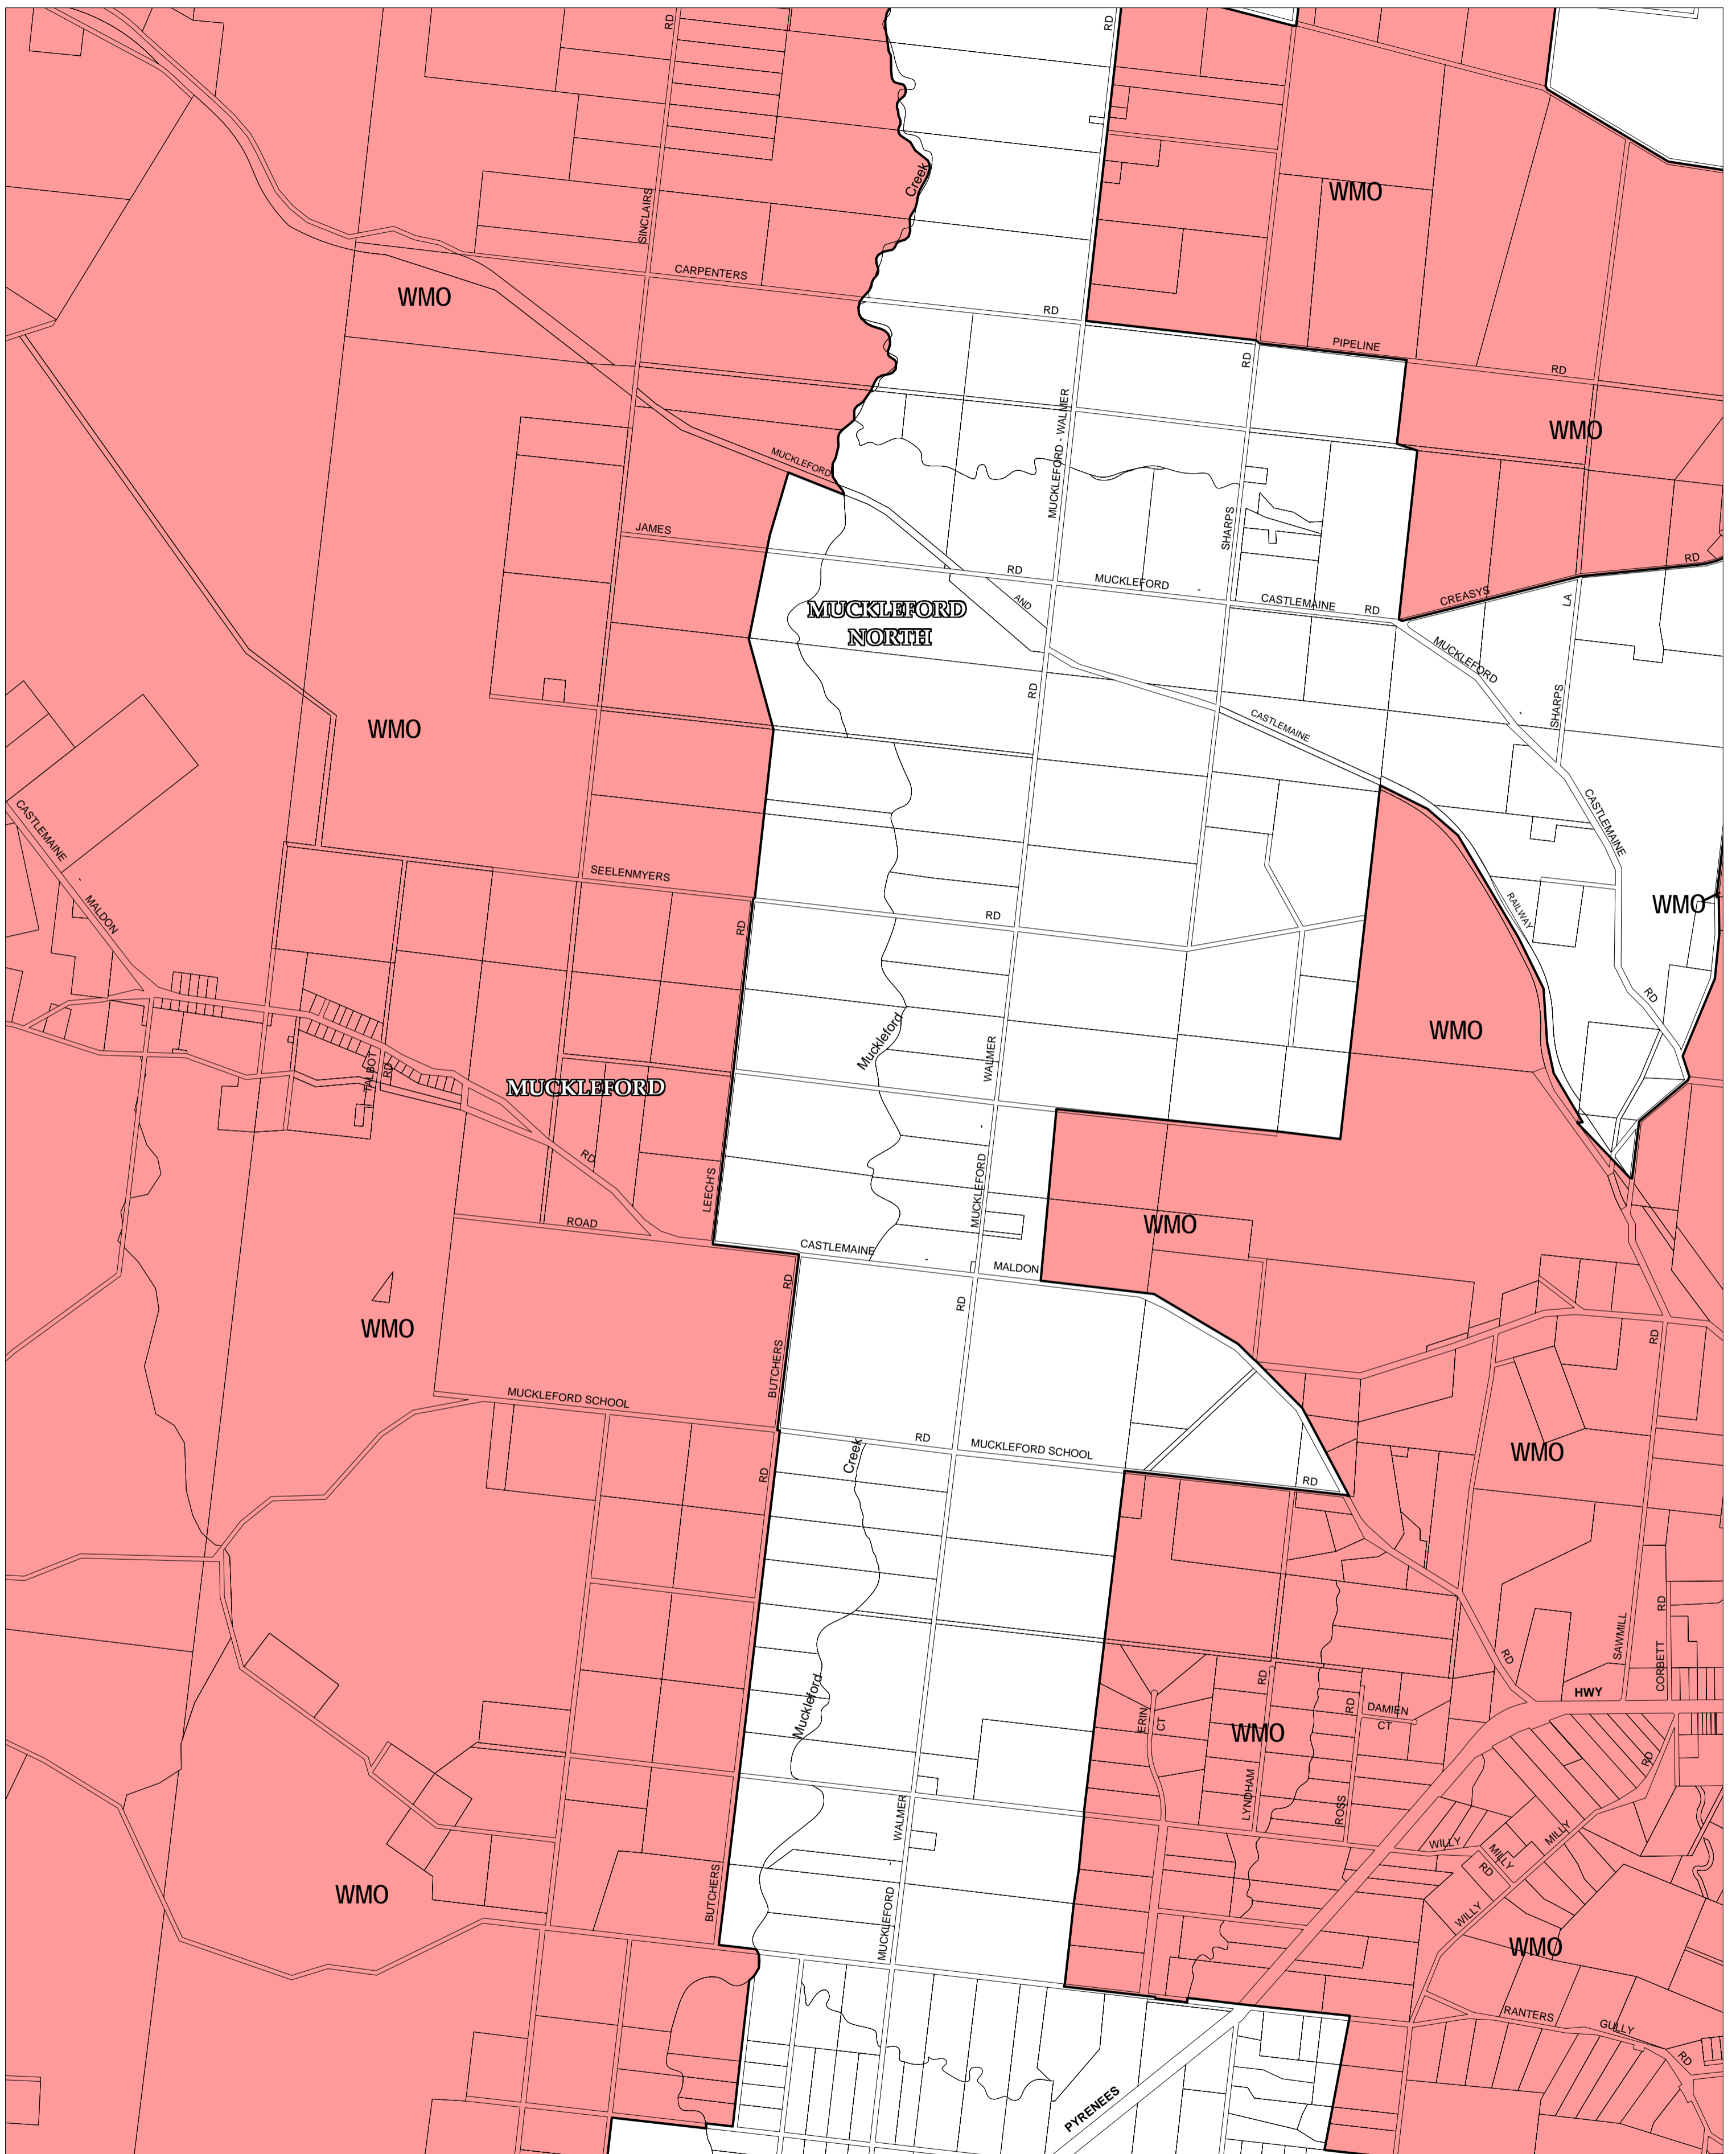 RD
RD
Creek
WMO
SINCLAIRS
CARPENTERS
WMO
RD
PIPELINE
RD
RD
MUCKLEFORD - WALMER
WMO
MUCKLEFORD
SHARPS
JAMES
RD
MUCKLEFORD
-
CASTLEMAINE
RD
CREASYS
RD
LA
AND
MUCKLEFORD
NORTH
MUCKLEFORD
-
SHARPS
RD
CASTLEMAINE
WMO
CASTLEMAINE
-
MALDON
CASTLEMAINE
SEELENMYERS
RD
RD
RAILWAY
WMO
RD
Muckleford
WALMER
WMO
TALBOT
RD
MUCKLEFORD
-
MUCKLEFORD
RD
LEECH'S
ROAD
WMO
CASTLEMAINE
-
MALDON
RD
RD
WMO
BUTCHERS
RD
MUCKLEFORD SCHOOL
RD
MUCKLEFORD SCHOOL
Creek
RD
RD
WMO
RD
SAWMILL
CORBETT
RD
HWY
Muckleford
ERIN
CT
RD
WMO
RD
DAMIEN
CT
LYNDHAM
ROSS
RD
WALMER
-
MUCKLEFORD
WILLY
MILLY
RD
WILLY
MILLY
WMO
BUTCHERS
WMO
RANTERS
GULLY
RD
PYRENEES